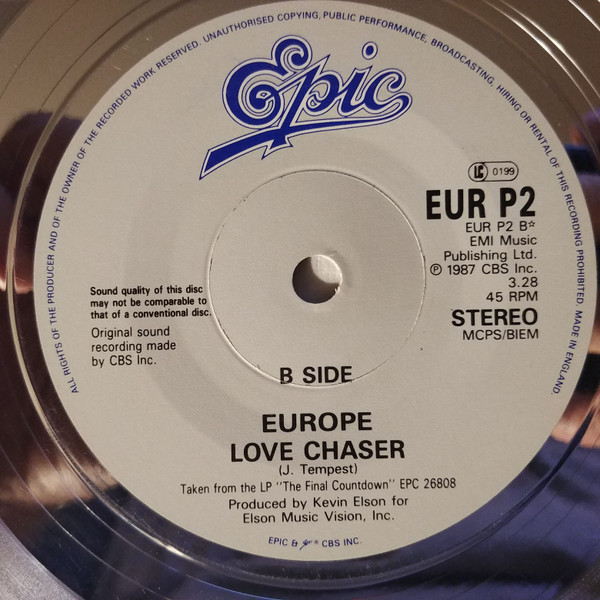 ALL RIGHTS OF THE PRODUCER AND OF THE OWNER OF THE RECORDED WORK RESERVED. UNAUTHORISED COPYING, PUBLIC PERFORMANCE, BROADCASTING, HIRING OR RENTAL OF THIS RECORDING PROHIBITED. MADE IN ENGLAND.
Epic
LC 0199
EUR P2
EUR P2 B☆
EMI Music
Publishing Ltd.
℗ 1987 CBS Inc.
3.28
45 RPM
STEREO
MCPS/BIEM
Sound quality of this disc
may not be comparable to
that of a conventional disc.
Original sound
recording made
by CBS Inc.
B SIDE
EUROPE
LOVE CHASER
(J. Tempest)
Taken from the LP "The Final Countdown" EPC 26808
Produced by Kevin Elson for
Elson Music Vision, Inc.
EPIC & Epic ® CBS INC.